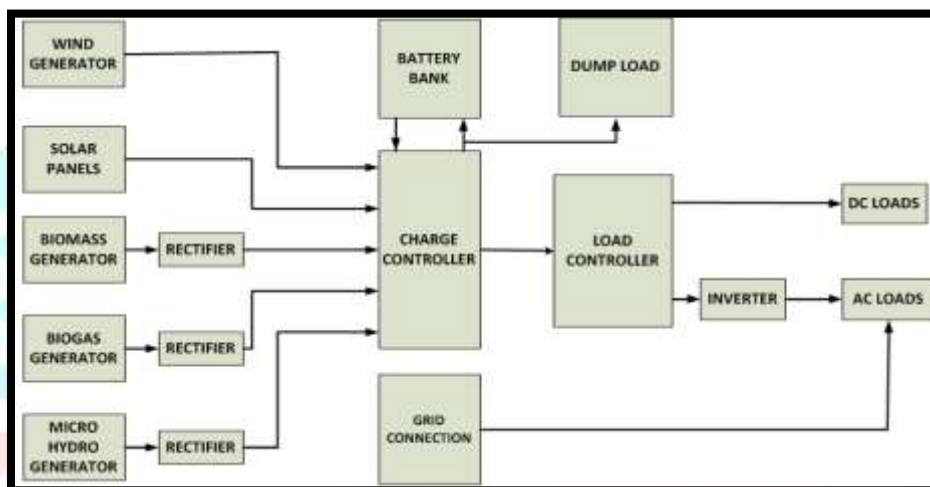 WIND
GENERATOR
BATTERY
BANK
DUMP LOAD
SOLAR
PANELS
BIOMASS
GENERATOR
RECTIFIER
CHARGE
CONTROLLER
LOAD
CONTROLLER
DC LOADS
INVERTER
AC LOADS
BIOGAS
GENERATOR
RECTIFIER
MICRO
HYDRO
GENERATOR
RECTIFIER
GRID
CONNECTION